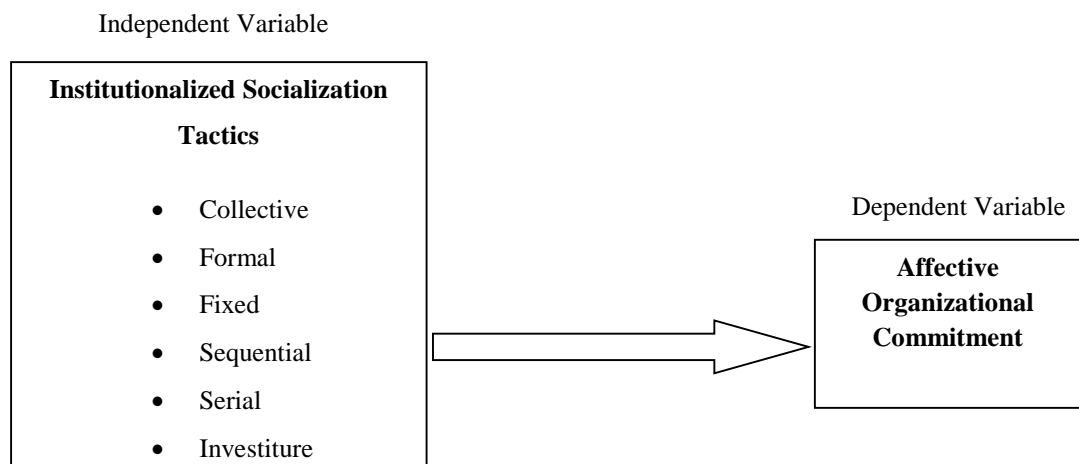 Independent Variable
Institutionalized Socialization
Tactics
• Collective
• Formal
• Fixed
• Sequential
• Serial
• Investiture
Dependent Variable
Affective
Organizational
Commitment